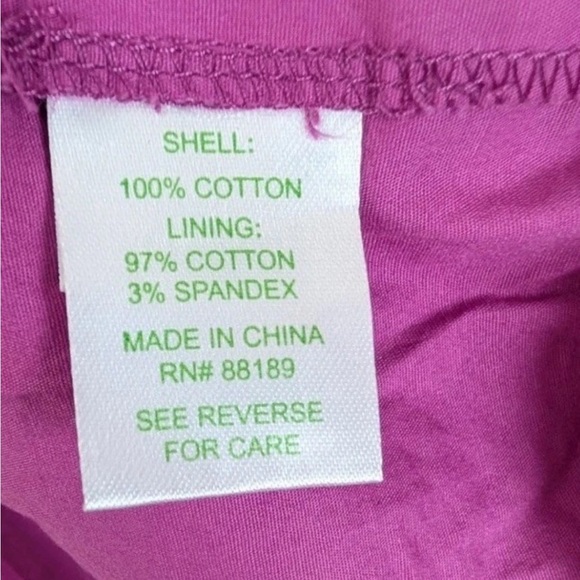 SHELL:
100% COTTON
LINING:
97% COTTON
3% SPANDEX
MADE IN CHINA
RN# 88189
SEE REVERSE
FOR CARE